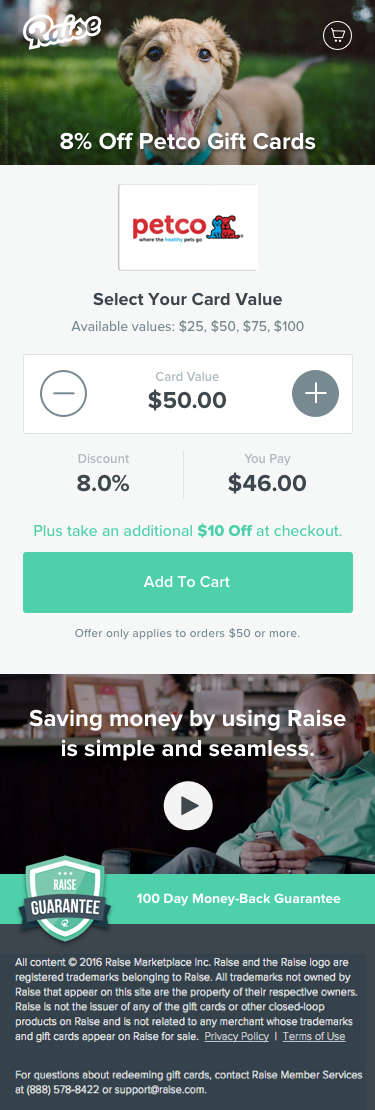 Raise
8% Off Petco Gift Cards
petco
where the healthy pets go
Select Your Card Value
Available values: $25, $50, $75, $100
Card Value
$50.00
Discount
8.0%
You Pay
$46.00
Plus take an additional $10 Off at checkout.
Add To Cart
Offer only applies to orders $50 or more.
Saving money by using Raise
is simple and seamless.
RAISE
GUARANTEE
100 Day Money-Back Guarantee
All content © 2016 Raise Marketplace Inc. Raise and the Raise logo are
registered trademarks belonging to Raise. All trademarks not owned by
Raise that appear on this site are the property of their respective owners.
Raise is not the issuer of any of the gift cards or other closed-loop
products on Raise and is not related to any merchant whose trademarks
and gift cards appear on Raise for sale. Privacy Policy | Terms of Use
For questions about redeeming gift cards, contact Raise Member Services
at (888) 578-8422 or support@raise.com.